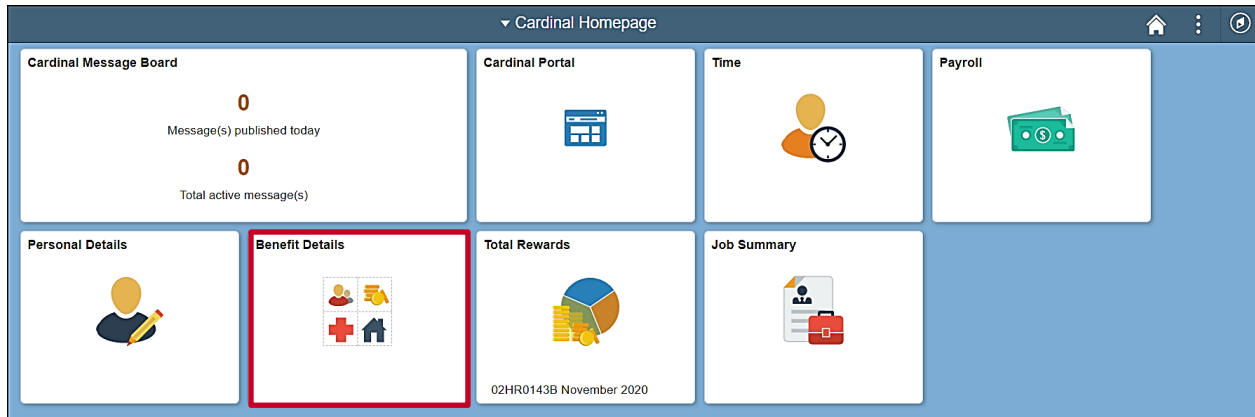 Cardinal Homepage
Cardinal Message Board
0
Message(s) published today
0
Total active message(s)
Cardinal Portal
Time
Payroll
$
Personal Details
Benefit Details
Total Rewards
02HR0143B November 2020
Job Summary